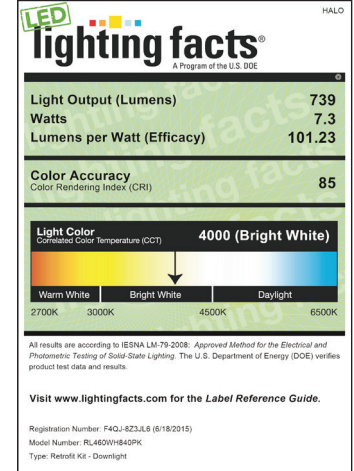 HALO
LED
lighting facts®
A Program of the U.S. DOE
Light Output (Lumens) 739
Watts 7.3
Lumens per Watt (Efficacy) 101.23
Color Accuracy
Color Rendering Index (CRI) 85
Light Color
Correlated Color Temperature (CCT) 4000 (Bright White)
Warm White Bright White Daylight
2700K 3000K 4500K 6500K
All results are according to IESNA LM-79-2008: Approved Method for the Electrical and
Photometric Testing of Solid-State Lighting. The U.S. Department of Energy (DOE) verifies
product test data and results.
Visit www.lightingfacts.com for the Label Reference Guide.
Registration Number: F4QJ-8Z3JL6 (6/18/2015)
Model Number: RL460WH840PK
Type: Retrofit Kit - Downlight